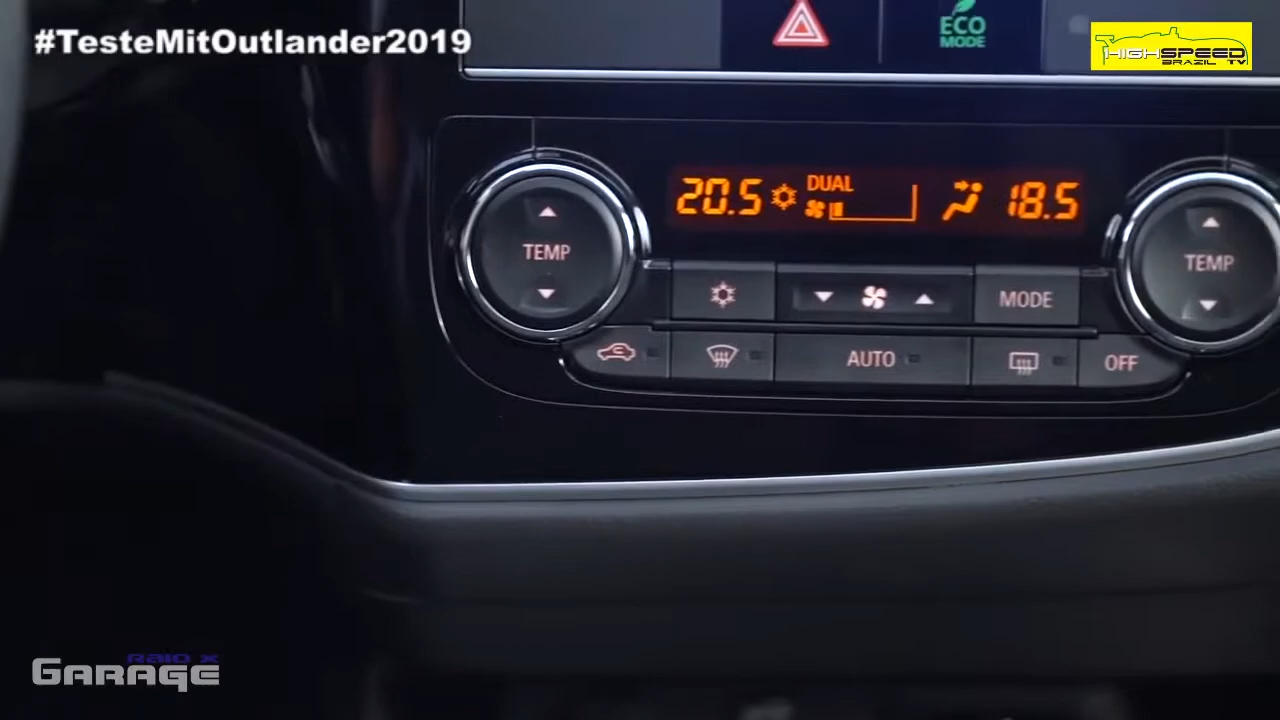 #TesteMitOutlander2019
ECO
MODE
HIGHSPEED
BRAZIL TV
20.5 DUAL 18.5
TEMP
TEMP
MODE
AUTO
OFF
RAIO X
GARAGE